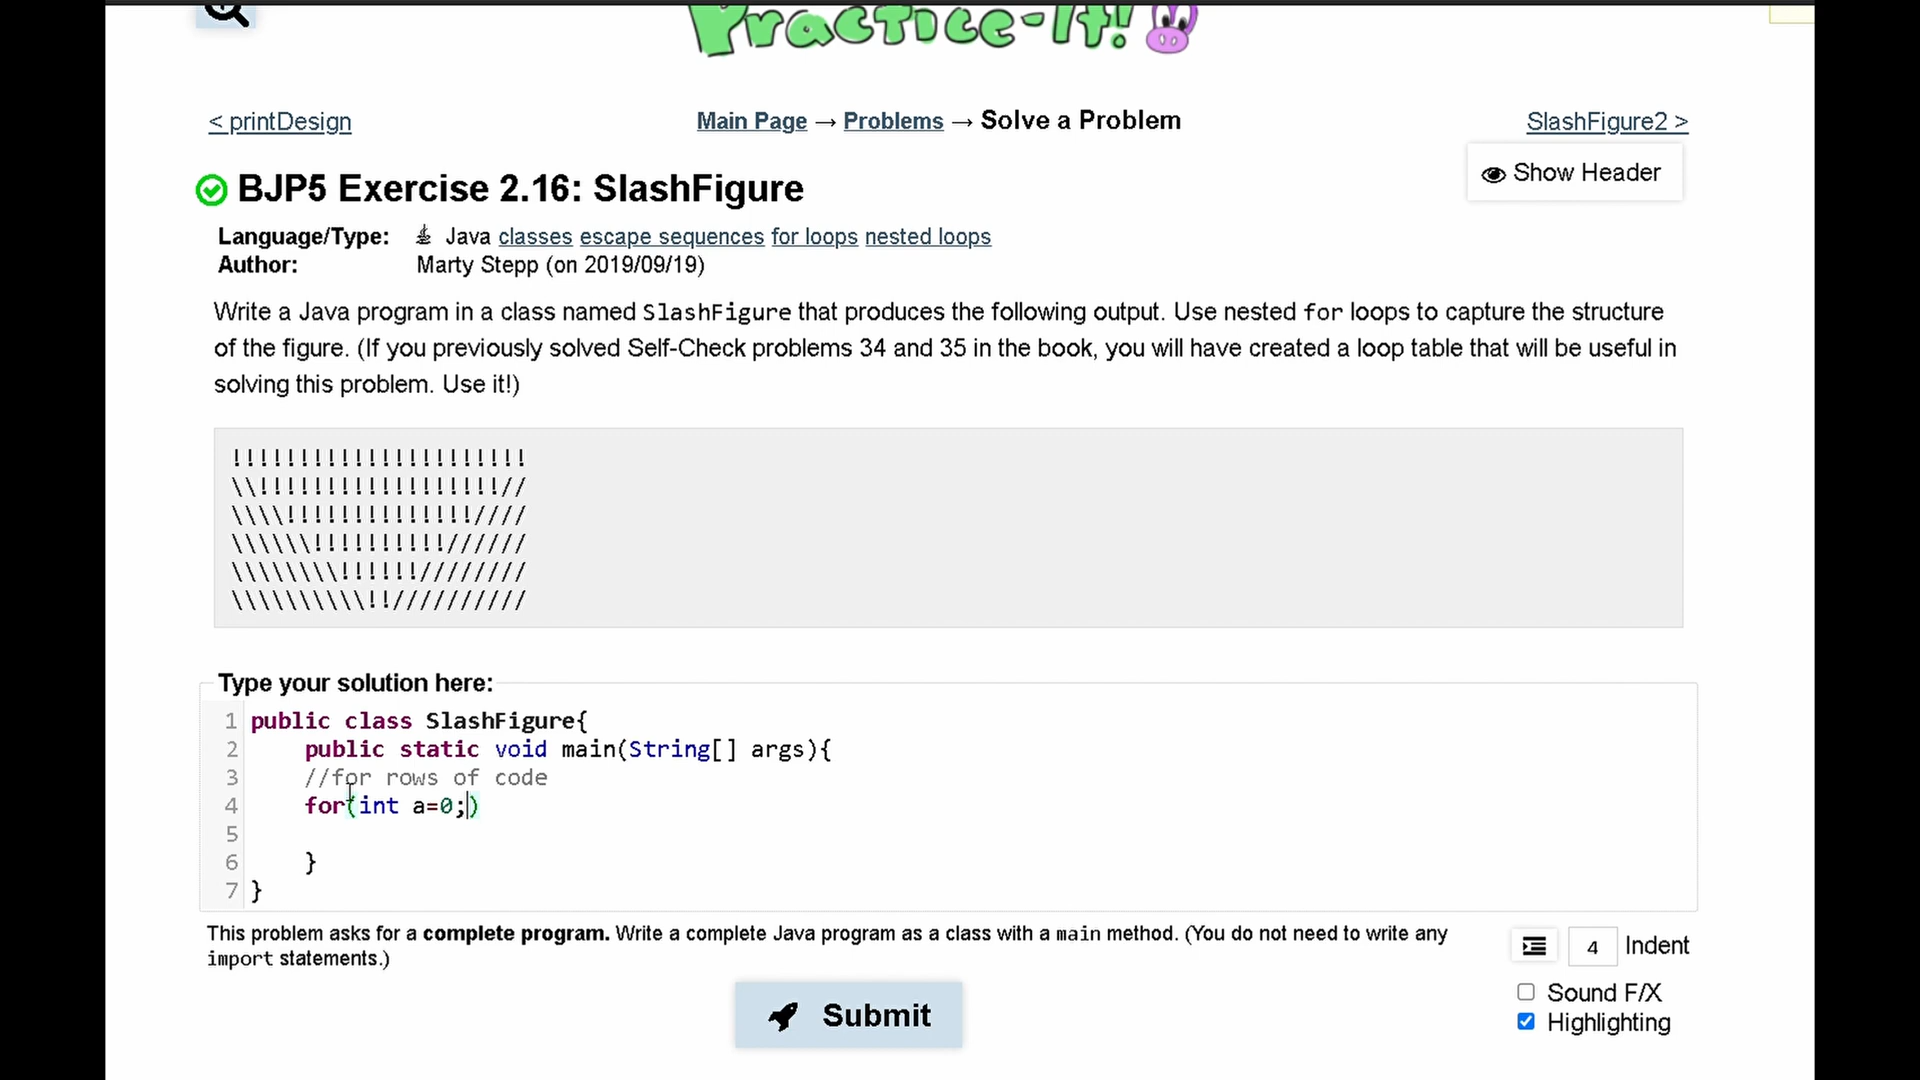 Practice-It!
< printDesign
Main Page → Problems → Solve a Problem
SlashFigure2 >
Show Header
BJP5 Exercise 2.16: SlashFigure
Language/Type: Java classes escape sequences for loops nested loops
Author: Marty Stepp (on 2019/09/19)
Write a Java program in a class named SlashFigure that produces the following output. Use nested for loops to capture the structure
of the figure. (If you previously solved Self-Check problems 34 and 35 in the book, you will have created a loop table that will be useful in
solving this problem. Use it!)
!!!!!!!!!!!!!!!!!!!!!!
\\!!!!!!!!!!!!!!!!!!//
\\\\!!!!!!!!!!!!!!////
\\\\\\!!!!!!!!!!//////
\\\\\\\\!!!!!!////////
\\\\\\\\\\!!//////////
Type your solution here:
1 public class SlashFigure{
2 public static void main(String[] args){
3 //for rows of code
4 for(int a=0;)
5
6 }
7 }
This problem asks for a complete program. Write a complete Java program as a class with a main method. (You do not need to write any
import statements.)
4 Indent
Sound F/X
Highlighting
Submit